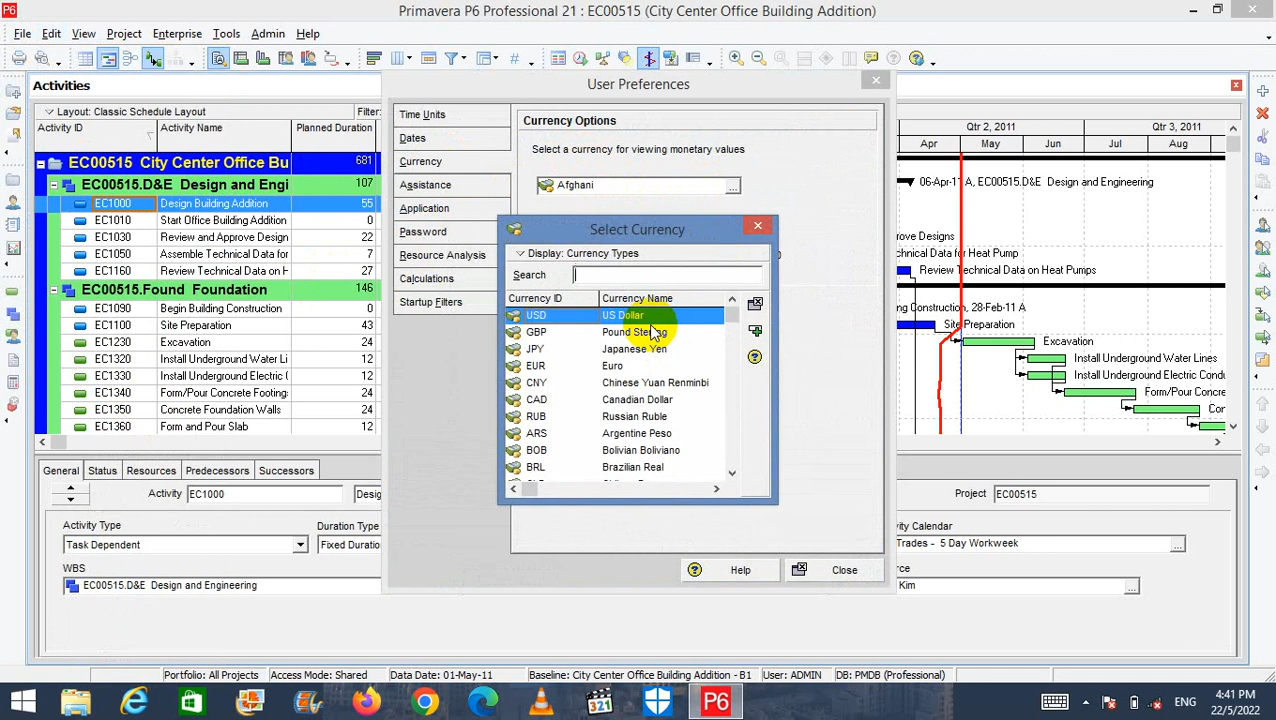 P6 Primavera P6 Professional 21 : EC00515 (City Center Office Building Addition)
File Edit View Project Enterprise Tools Admin Help
Activities
Layout: Classic Schedule Layout Filter:
Activity ID Activity Name Planned Duration
EC00515 City Center Office Bu 681
EC00515.D&E Design and Engi 107
EC1000 Design Building Addition 55
EC1010 Start Office Building Addition 0
EC1030 Review and Approve Design 22
EC1050 Assemble Technical Data fo 7
EC1160 Review Technical Data on H 27
EC00515.Found Foundation 146
EC1090 Begin Building Construction 0
EC1100 Site Preparation 43
EC1230 Excavation 24
EC1320 Install Underground Water Li 12
EC1330 Install Underground Electric 12
EC1340 Form/Pour Concrete Footing 24
EC1350 Concrete Foundation Walls 24
EC1360 Form and Pour Slab 12
User Preferences
Time Units
Dates
Currency
Assistance
Application
Password
Resource Analysis
Calculations
Startup Filters
Currency Options
Select a currency for viewing monetary values
Afghani ...
Select Currency
Display: Currency Types
Search
Currency ID Currency Name
USD US Dollar
GBP Pound Sterling
JPY Japanese Yen
EUR Euro
CNY Chinese Yuan Renminbi
CAD Canadian Dollar
RUB Russian Ruble
ARS Argentine Peso
BOB Bolivian Boliviano
BRL Brazilian Real
Help Close
Qtr 2, 2011 Qtr 3, 2011
Apr May Jun Jul Aug
06-Apr-11 A, EC00515.D&E Design and Engineering
ove Designs
Review Technical Data on Heat Pumps
ing Construction, 28-Feb-11 A
Site Preparation Excavation
Install Underground Water Lines
Install Underground Electric Condu
Form/Pour Concrete Footings
Con
General Status Resources Predecessors Successors
Activity EC1000 Desig Project EC00515
Activity Type Duration Type vity Calendar
Task Dependent Fixed Duratio Trades - 5 Day Workweek ...
WBS rce
EC00515.D&E Design and Engineering Kim ...
Portfolio: All Projects Access Mode: Shared Data Date: 01-May-11 Baseline: City Center Office Building Addition - B1 User: ADMIN DB: PMDB (Professional)
321 P6 ENG 4:41 PM
22/5/2022